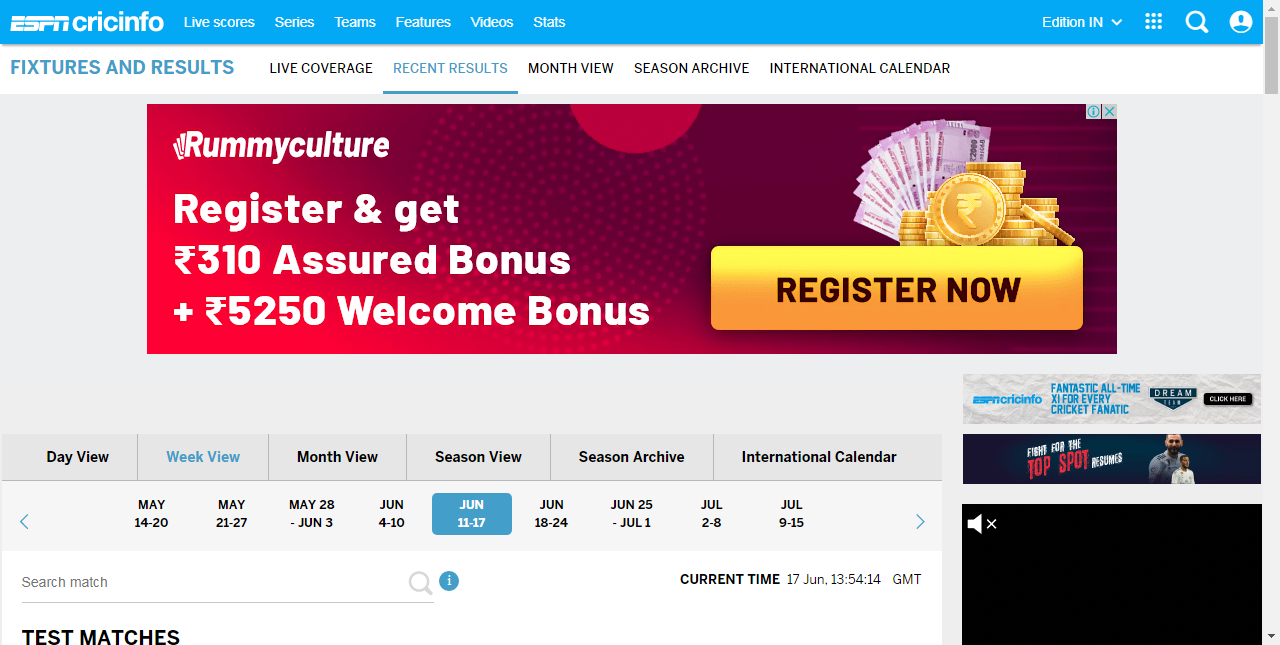 ESPN cricinfo Live scores Series Teams Features Videos Stats Edition IN
FIXTURES AND RESULTS LIVE COVERAGE RECENT RESULTS MONTH VIEW SEASON ARCHIVE INTERNATIONAL CALENDAR
Rummyculture
Register & get
₹310 Assured Bonus
+ ₹5250 Welcome Bonus
₹
REGISTER NOW
ESPN cricinfo
FANTASTIC ALL-TIME
XI FOR EVERY
CRICKET FANATIC
DREAM
TEAM
CLICK HERE
FIGHT FOR THE
TOP SPOT RESUMES
Day View Week View Month View Season View Season Archive International Calendar
MAY 14-20
MAY 21-27
MAY 28 - JUN 3
JUN 4-10
JUN 11-17
JUN 18-24
JUN 25 - JUL 1
JUL 2-8
JUL 9-15
Search match i CURRENT TIME 17 Jun, 13:54:14 GMT
TEST MATCHES